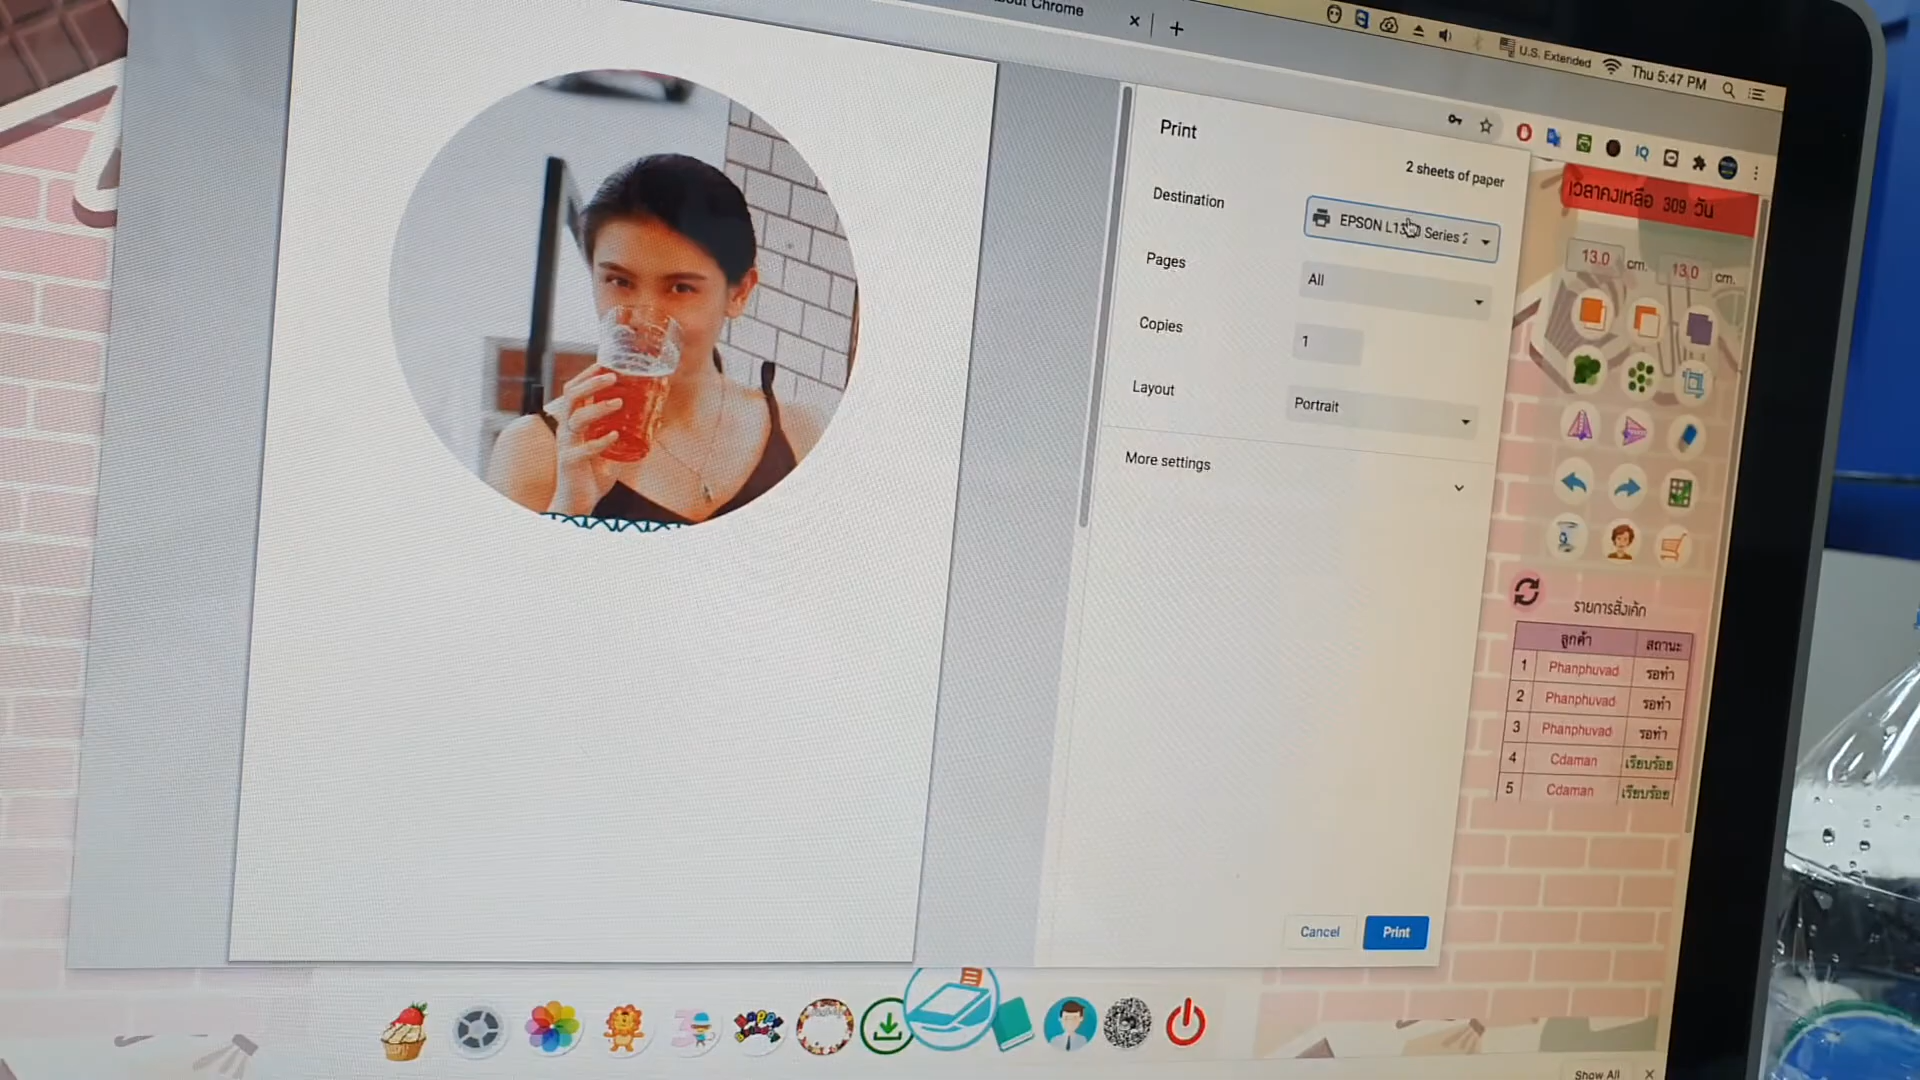 Chrome
U.S. Extended
Thu 5:47 PM
Print
2 sheets of paper
Destination
EPSON Series
Pages
All
Copies
1
Layout
Portrait
More settings
Cancel
Print
เวลาคงเหลือ 309 วัน
13.0 cm. 13.0 cm.
IQ
รายการสั่งเค้ก
ลูกค้า สถานะ
1 Phanphuvad รอทำ
2 Phanphuvad รอทำ
3 Phanphuvad รอทำ
4 Cdaman เรียบร้อย
5 Cdaman เรียบร้อย
Show All